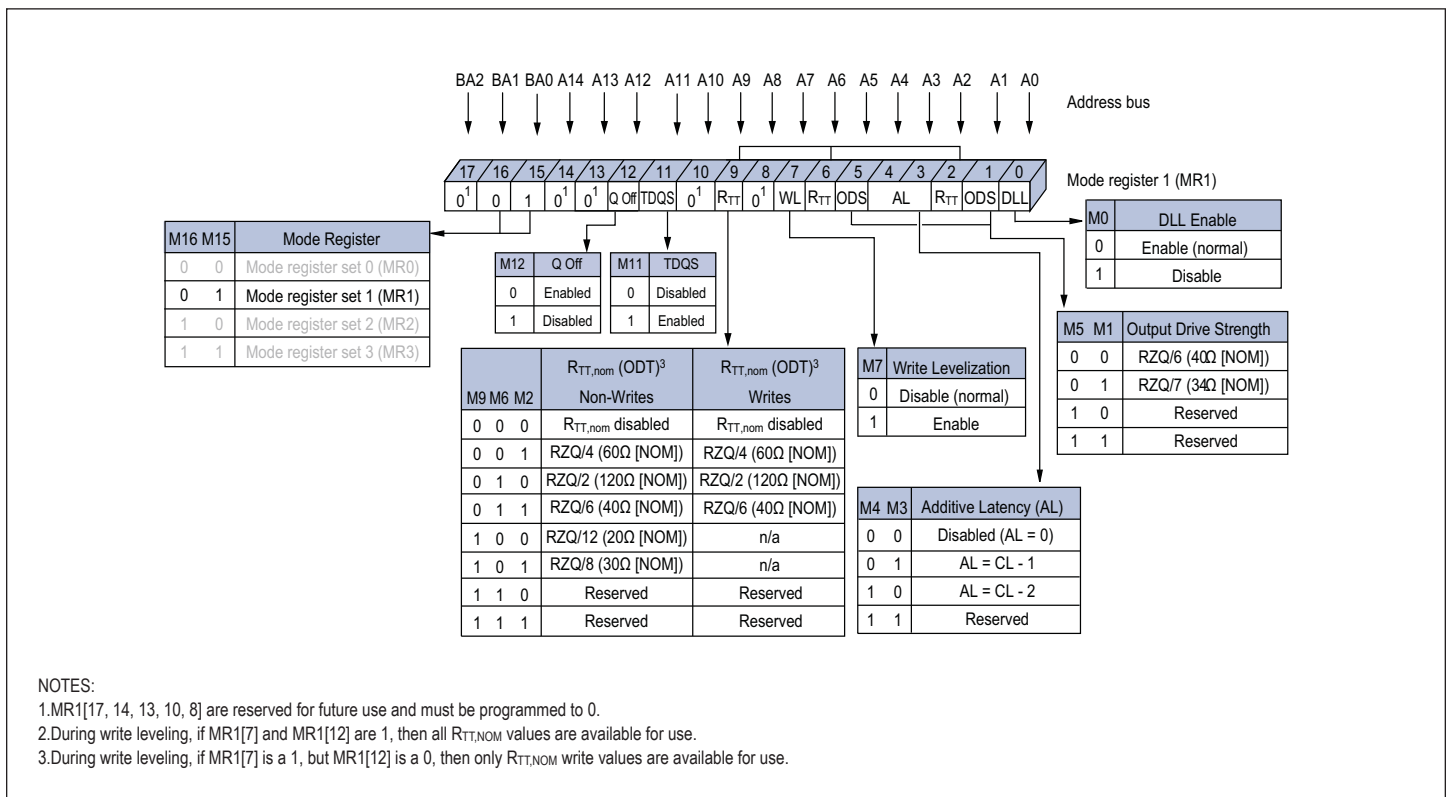 BA2 BA1 BA0 A14 A13 A12 A11 A10 A9 A8 A7 A6 A5 A4 A3 A2 A1 A0
Address bus
17 16 15 14 13 12 11 10 9 8 7 6 5 4 3 2 1 0
Mode register 1 (MR1)
0¹ 0 1 0¹ 0¹ Q Off TDQS 0¹ RTT 0¹ WL RTT ODS AL RTT ODS DLL
M16 M15 Mode Register
0 0 Mode register set 0 (MR0)
0 1 Mode register set 1 (MR1)
1 0 Mode register set 2 (MR2)
1 1 Mode register set 3 (MR3)
M12 Q Off
0 Enabled
1 Disabled
M11 TDQS
0 Disabled
1 Enabled
M0 DLL Enable
0 Enable (normal)
1 Disable
M5 M1 Output Drive Strength
0 0 RZQ/6 (40Ω [NOM])
0 1 RZQ/7 (34Ω [NOM])
1 0 Reserved
1 1 Reserved
RTT,nom (ODT)³ RTT,nom (ODT)³
M9 M6 M2 Non-Writes Writes
0 0 0 RTT,nom disabled RTT,nom disabled
0 0 1 RZQ/4 (60Ω [NOM]) RZQ/4 (60Ω [NOM])
0 1 0 RZQ/2 (120Ω [NOM]) RZQ/2 (120Ω [NOM])
0 1 1 RZQ/6 (40Ω [NOM]) RZQ/6 (40Ω [NOM])
1 0 0 RZQ/12 (20Ω [NOM]) n/a
1 0 1 RZQ/8 (30Ω [NOM]) n/a
1 1 0 Reserved Reserved
1 1 1 Reserved Reserved
M7 Write Levelization
0 Disable (normal)
1 Enable
M4 M3 Additive Latency (AL)
0 0 Disabled (AL = 0)
0 1 AL = CL - 1
1 0 AL = CL - 2
1 1 Reserved
NOTES:
1.MR1[17, 14, 13, 10, 8] are reserved for future use and must be programmed to 0.
2.During write leveling, if MR1[7] and MR1[12] are 1, then all RTT,NOM values are available for use.
3.During write leveling, if MR1[7] is a 1, but MR1[12] is a 0, then only RTT,NOM write values are available for use.